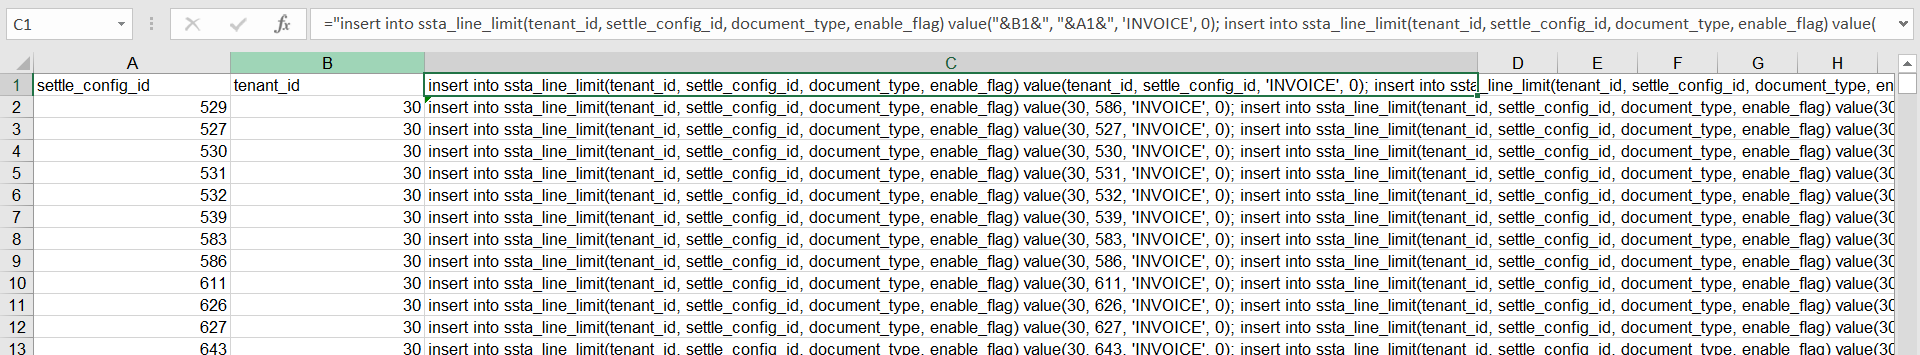 C1 fx ="insert into ssta_line_limit(tenant_id, settle_config_id, document_type, enable_flag) value("&B1&", "&A1&", 'INVOICE', 0); insert into ssta_line_limit(tenant_id, settle_config_id, document_type, enable_flag) value(
A B C D E F G H
1 settle_config_id tenant_id insert into ssta_line_limit(tenant_id, settle_config_id, document_type, enable_flag) value(tenant_id, settle_config_id, 'INVOICE', 0); insert into ssta_line_limit(tenant_id, settle_config_id, document_type, en
2 529 30 insert into ssta_line_limit(tenant_id, settle_config_id, document_type, enable_flag) value(30, 586, 'INVOICE', 0); insert into ssta_line_limit(tenant_id, settle_config_id, document_type, enable_flag) value(30
3 527 30 insert into ssta_line_limit(tenant_id, settle_config_id, document_type, enable_flag) value(30, 527, 'INVOICE', 0); insert into ssta_line_limit(tenant_id, settle_config_id, document_type, enable_flag) value(30
4 530 30 insert into ssta_line_limit(tenant_id, settle_config_id, document_type, enable_flag) value(30, 530, 'INVOICE', 0); insert into ssta_line_limit(tenant_id, settle_config_id, document_type, enable_flag) value(30
5 531 30 insert into ssta_line_limit(tenant_id, settle_config_id, document_type, enable_flag) value(30, 531, 'INVOICE', 0); insert into ssta_line_limit(tenant_id, settle_config_id, document_type, enable_flag) value(30
6 532 30 insert into ssta_line_limit(tenant_id, settle_config_id, document_type, enable_flag) value(30, 532, 'INVOICE', 0); insert into ssta_line_limit(tenant_id, settle_config_id, document_type, enable_flag) value(30
7 539 30 insert into ssta_line_limit(tenant_id, settle_config_id, document_type, enable_flag) value(30, 539, 'INVOICE', 0); insert into ssta_line_limit(tenant_id, settle_config_id, document_type, enable_flag) value(30
8 583 30 insert into ssta_line_limit(tenant_id, settle_config_id, document_type, enable_flag) value(30, 583, 'INVOICE', 0); insert into ssta_line_limit(tenant_id, settle_config_id, document_type, enable_flag) value(30
9 586 30 insert into ssta_line_limit(tenant_id, settle_config_id, document_type, enable_flag) value(30, 586, 'INVOICE', 0); insert into ssta_line_limit(tenant_id, settle_config_id, document_type, enable_flag) value(30
10 611 30 insert into ssta_line_limit(tenant_id, settle_config_id, document_type, enable_flag) value(30, 611, 'INVOICE', 0); insert into ssta_line_limit(tenant_id, settle_config_id, document_type, enable_flag) value(30
11 626 30 insert into ssta_line_limit(tenant_id, settle_config_id, document_type, enable_flag) value(30, 626, 'INVOICE', 0); insert into ssta_line_limit(tenant_id, settle_config_id, document_type, enable_flag) value(30
12 627 30 insert into ssta_line_limit(tenant_id, settle_config_id, document_type, enable_flag) value(30, 627, 'INVOICE', 0); insert into ssta_line_limit(tenant_id, settle_config_id, document_type, enable_flag) value(30
13 643 30 insert into ssta_line_limit(tenant_id, settle_config_id, document_type, enable_flag) value(30, 643, 'INVOICE', 0); insert into ssta_line_limit(tenant_id, settle_config_id, document_type, enable_flag) value(30